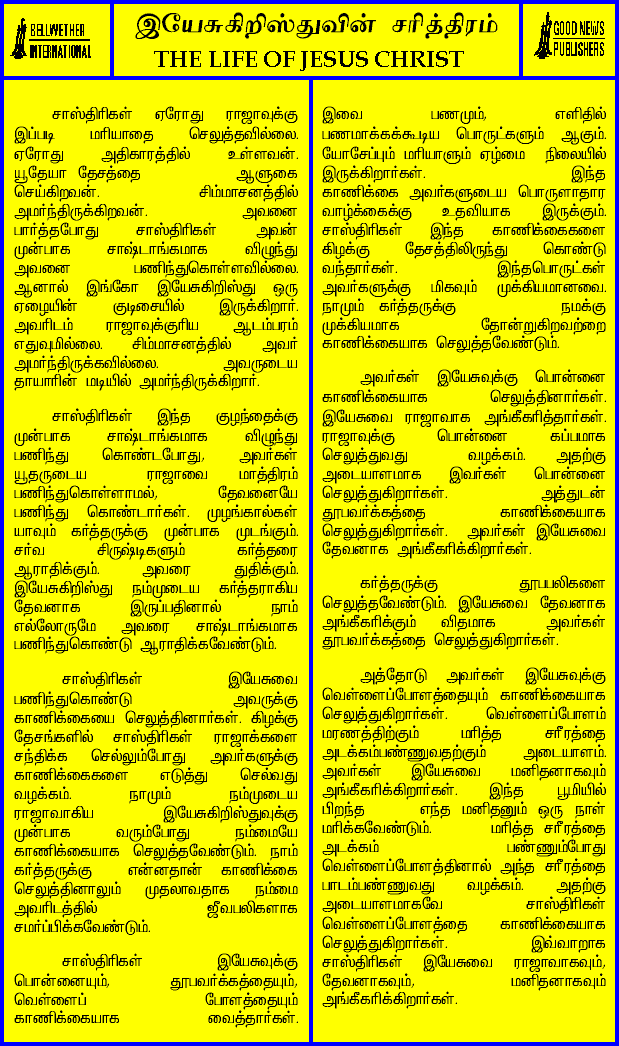 BELLWETHER
INTERNATIONAL
இயேசுகிறிஸ்துவின் சரித்திரம்
THE LIFE OF JESUS CHRIST
GOOD NEWS
PUBLISHERS
சாஸ்திரிகள் ஏரோது ராஜாவுக்கு
இப்படி மரியாதை செலுத்தவில்லை.
ஏரோது அதிகாரத்தில் உள்ளவன்.
யூதேயா தேசத்தை ஆளுகை
செய்கிறவன். சிம்மாசனத்தில்
அமர்ந்திருக்கிறவன். அவனை
பார்த்தபோது சாஸ்திரிகள் அவன்
முன்பாக சாஷ்டாங்கமாக விழுந்து
அவனை பணிந்துகொள்ளவில்லை.
ஆனால் இங்கோ இயேசுகிறிஸ்து ஒரு
ஏழையின் குடிசையில் இருக்கிறார்.
அவரிடம் ராஜாவுக்குரிய ஆடம்பரம்
எதுவுமில்லை. சிம்மாசனத்தில் அவர்
அமர்ந்திருக்கவில்லை. அவருடைய
தாயாரின் மடியில் அமர்ந்திருக்கிறார்.
சாஸ்திரிகள் இந்த குழந்தைக்கு
முன்பாக சாஷ்டாங்கமாக விழுந்து
பணிந்து கொண்டபோது, அவர்கள்
யூதருடைய ராஜாவை மாத்திரம்
பணிந்துகொள்ளாமல், தேவனையே
பணிந்து கொண்டார்கள். முழங்கால்கள்
யாவும் கர்த்தருக்கு முன்பாக முடங்கும்.
சர்வ சிருஷ்டிகளும் கர்த்தரை
ஆராதிக்கும். அவரை துதிக்கும்.
இயேசுகிறிஸ்து நம்முடைய கர்த்தராகிய
தேவனாக இருப்பதினால் நாம்
எல்லோருமே அவரை சாஷ்டாங்கமாக
பணிந்துகொண்டு ஆராதிக்கவேண்டும்.
சாஸ்திரிகள் இயேசுவை
பணிந்துகொண்டு அவருக்கு
காணிக்கையை செலுத்தினார்கள். கிழக்கு
தேசங்களில் சாஸ்திரிகள் ராஜாக்களை
சந்திக்க செல்லும்போது அவர்களுக்கு
காணிக்கைகளை எடுத்து செல்வது
வழக்கம். நாமும் நம்முடைய
ராஜாவாகிய இயேசுகிறிஸ்துவுக்கு
முன்பாக வரும்போது நம்மையே
காணிக்கையாக செலுத்தவேண்டும். நாம்
கர்த்தருக்கு என்னதான் காணிக்கை
செலுத்தினாலும் முதலாவதாக நம்மை
அவரிடத்தில் ஜீவபலிகளாக
சமர்ப்பிக்கவேண்டும்.
சாஸ்திரிகள் இயேசுவுக்கு
பொன்னையும், தூபவர்க்கத்தையும்,
வெள்ளைப் போளத்தையும்
காணிக்கையாக வைத்தார்கள்.
இவை பணமும், எளிதில்
பணமாக்கக்கூடிய பொருட்களும் ஆகும்.
யோசேப்பும் மரியாளும் ஏழ்மை நிலையில்
இருக்கிறார்கள். இந்த
காணிக்கை அவர்களுடைய பொருளாதார
வாழ்க்கைக்கு உதவியாக இருக்கும்.
சாஸ்திரிகள் இந்த காணிக்கைகளை
கிழக்கு தேசத்திலிருந்து கொண்டு
வந்தார்கள். இந்தபொருட்கள்
அவர்களுக்கு மிகவும் முக்கியமானவை.
நாமும் கர்த்தருக்கு நமக்கு
முக்கியமாக தோன்றுகிறவற்றை
காணிக்கையாக செலுத்தவேண்டும்.
அவர்கள் இயேசுவுக்கு பொன்னை
காணிக்கையாக செலுத்தினார்கள்.
இயேசுவை ராஜாவாக அங்கீகரித்தார்கள்.
ராஜாவுக்கு பொன்னை கப்பமாக
செலுத்துவது வழக்கம். அதற்கு
அடையாளமாக இவர்கள் பொன்னை
செலுத்துகிறார்கள். அத்துடன்
தூபவர்க்கத்தை காணிக்கையாக
செலுத்துகிறார்கள். அவர்கள் இயேசுவை
தேவனாக அங்கீகரிக்கிறார்கள்.
கர்த்தருக்கு தூபபலிகளை
செலுத்தவேண்டும். இயேசுவை தேவனாக
அங்கீகரிக்கும் விதமாக அவர்கள்
தூபவர்க்கத்தை செலுத்துகிறார்கள்.
அத்தோடு அவர்கள் இயேசுவுக்கு
வெள்ளைப்போளத்தையும் காணிக்கையாக
செலுத்துகிறார்கள். வெள்ளைப்போளம்
மரணத்திற்கும் மரித்த சரீரத்தை
அடக்கம்பண்ணுவதற்கும் அடையாளம்.
அவர்கள் இயேசுவை மனிதனாகவும்
அங்கீகரிக்கிறார்கள். இந்த பூமியில்
பிறந்த எந்த மனிதனும் ஒரு நாள்
மரிக்கவேண்டும். மரித்த சரீரத்தை
அடக்கம் பண்ணும்போது
வெள்ளைப்போளத்தினால் அந்த சரீரத்தை
பாடம்பண்ணுவது வழக்கம். அதற்கு
அடையாளமாகவே சாஸ்திரிகள்
வெள்ளைப்போளத்தை காணிக்கையாக
செலுத்துகிறார்கள். இவ்வாறாக
சாஸ்திரிகள் இயேசுவை ராஜாவாகவும்,
தேவனாகவும், மனிதனாகவும்
அங்கீகரிக்கிறார்கள்.